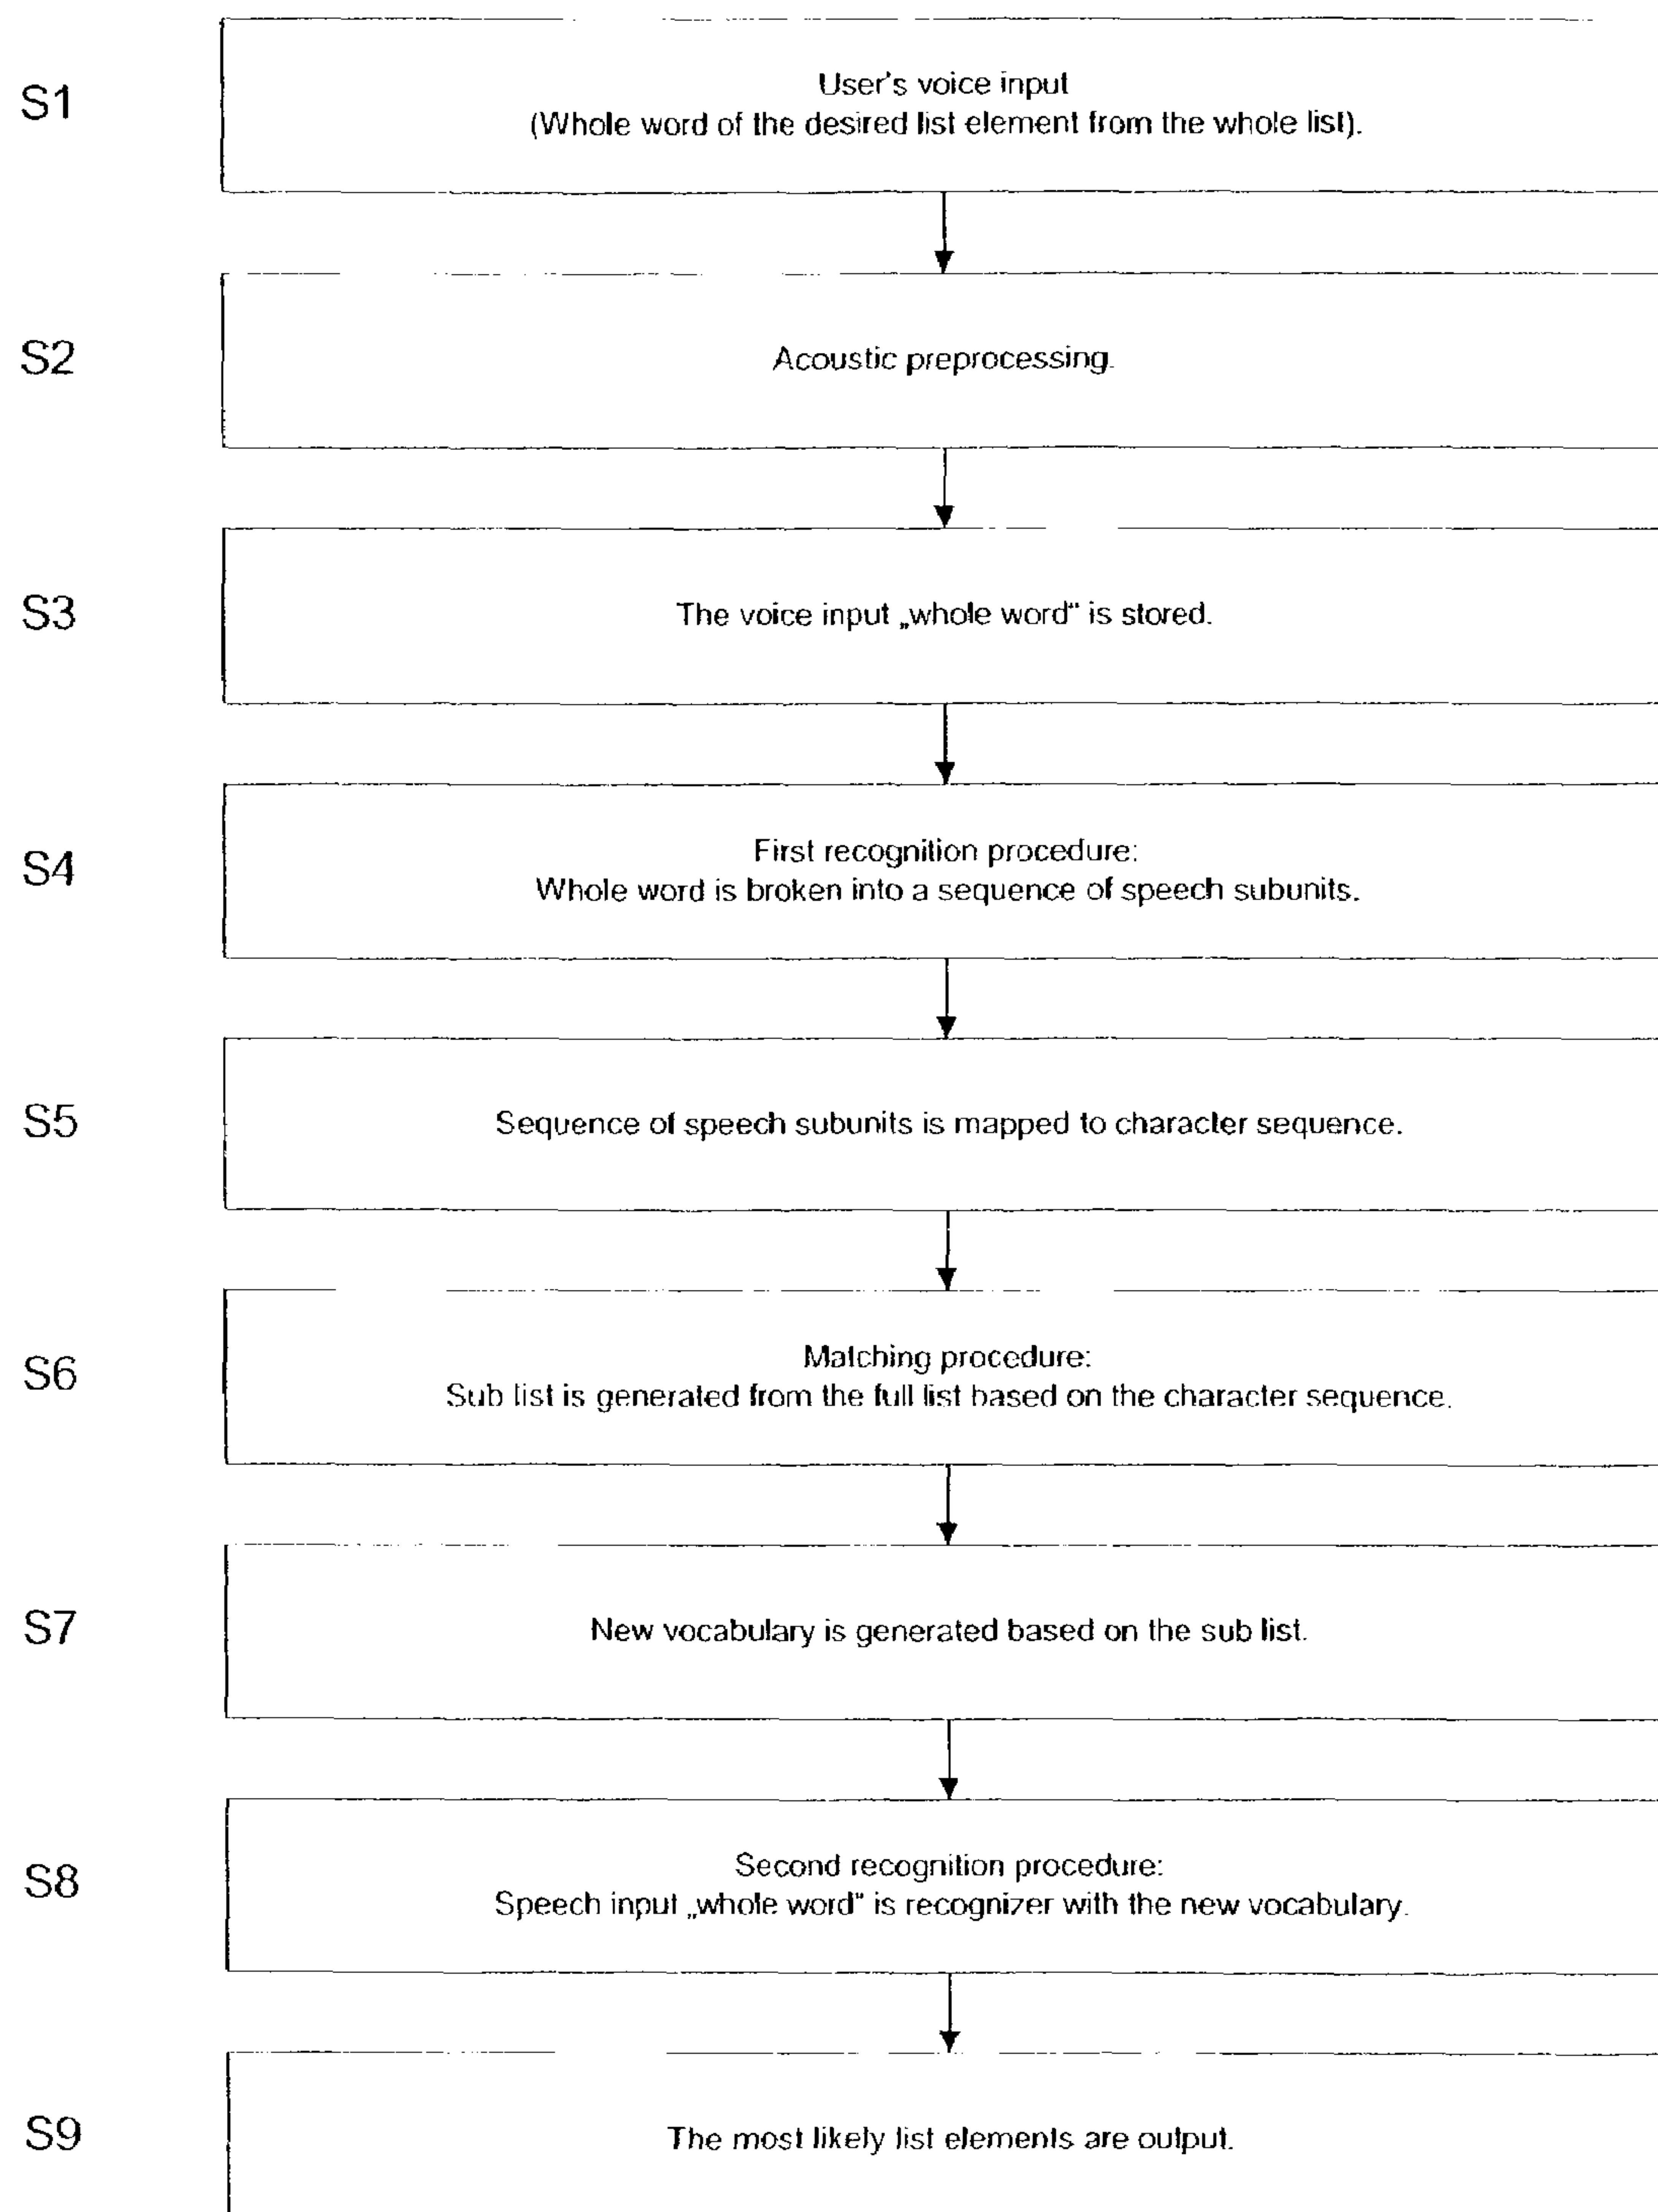 S1
User's voice input
(Whole word of the desired list element from the whole list).
S2
Acoustic preprocessing.
S3
The voice input „whole word“ is stored.
S4
First recognition procedure:
Whole word is broken into a sequence of speech subunits.
S5
Sequence of speech subunits is mapped to character sequence.
S6
Matching procedure:
Sub list is generated from the full list based on the character sequence.
S7
New vocabulary is generated based on the sub list.
S8
Second recognition procedure:
Speech input „whole word“ is recognizer with the new vocabulary.
S9
The most likely list elements are output.